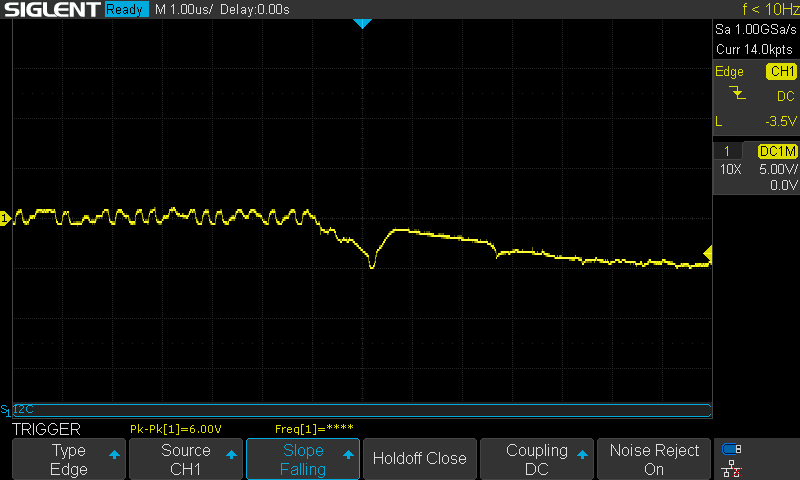 SIGLENT Ready M 1.00us/ Delay:0.00s f < 10Hz
Sa 1.00GSa/s
Curr 14.0kpts
Edge CH1
DC
L -3.5V
1 DC1M
10X 5.00V/
0.0V
1
S1 I2C
TRIGGER Pk-Pk[1]=6.00V Freq[1]=****
Type
Edge
Source
CH1
Slope
Falling
Holdoff Close
Coupling
DC
Noise Reject
On